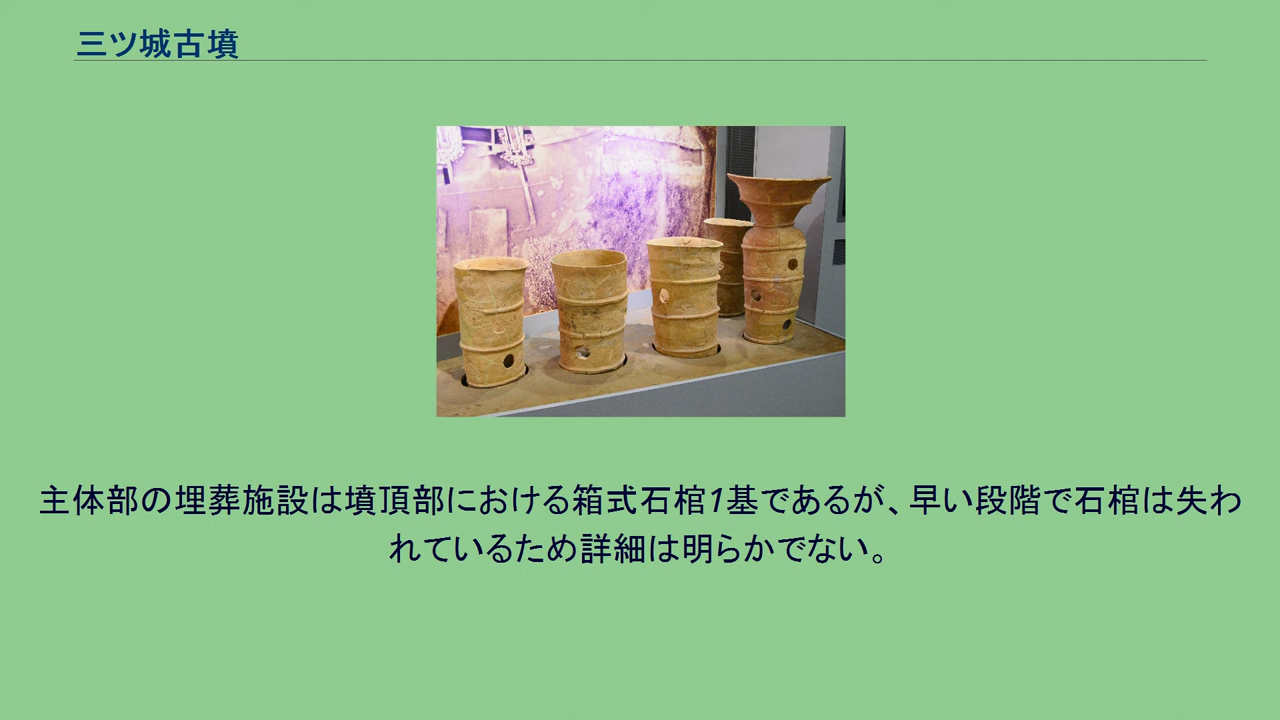 三ツ城古墳
主体部の埋葬施設は墳頂部における箱式石棺1基であるが、早い段階で石棺は失わ
れているため詳細は明らかでない。